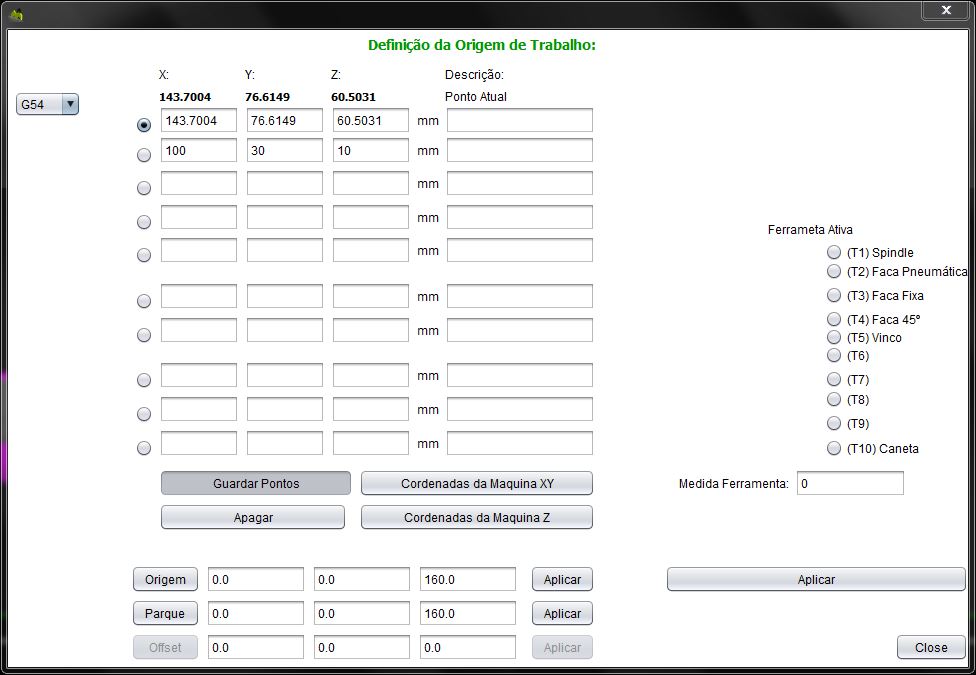 Definição da Origem de Trabalho:
X: Y: Z: Descrição:
143.7004 76.6149 60.5031 Ponto Atual
G54
143.7004 76.6149 60.5031 mm
100 30 10 mm
mm
mm
mm
mm
mm
mm
mm
mm
Guardar Pontos Cordenadas da Maquina XY
Apagar Cordenadas da Maquina Z
Ferrameta Ativa
(T1) Spindle
(T2) Faca Pneumática
(T3) Faca Fixa
(T4) Faca 45º
(T5) Vinco
(T6)
(T7)
(T8)
(T9)
(T10) Caneta
Medida Ferramenta: 0
Origem 0.0 0.0 160.0 Aplicar
Parque 0.0 0.0 160.0 Aplicar
Offset 0.0 0.0 0.0 Aplicar
Aplicar
Close